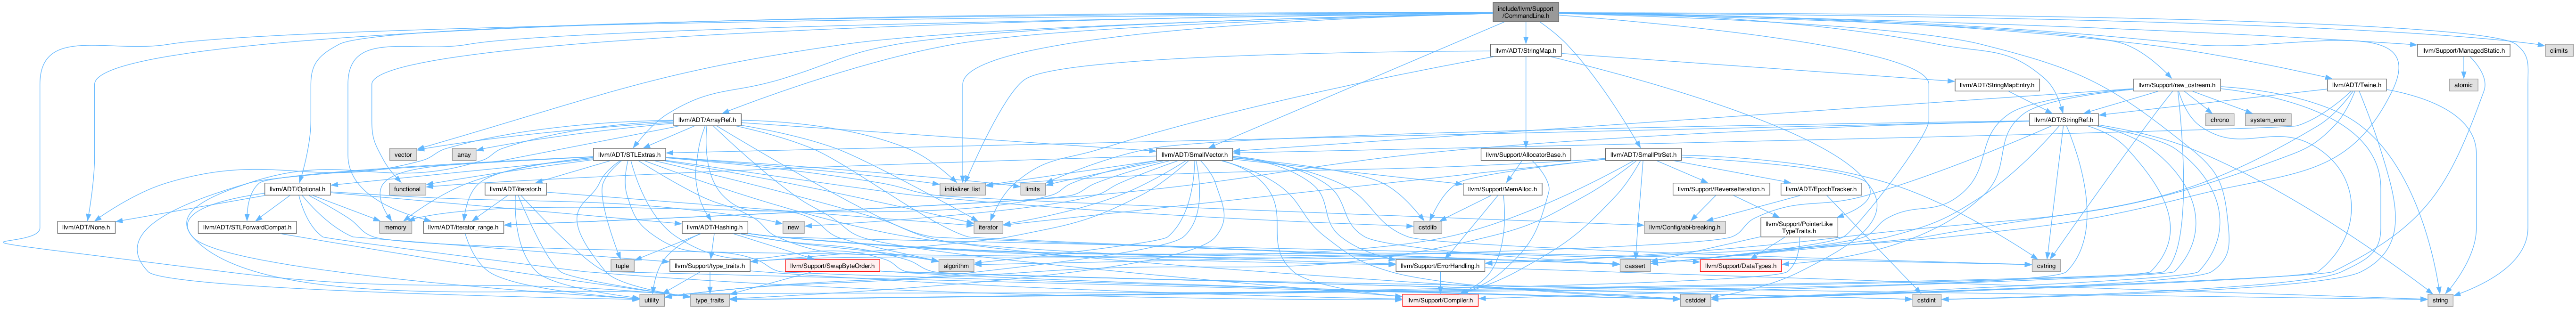 include/llvm/Support
/CommandLine.h
llvm/ADT/StringMap.h
llvm/Support/ManagedStatic.h
climits
llvm/ADT/StringMapEntry.h
llvm/Support/raw_ostream.h
llvm/ADT/Twine.h
atomic
llvm/ADT/ArrayRef.h
llvm/ADT/StringRef.h
chrono
system_error
vector
array
llvm/ADT/STLExtras.h
llvm/ADT/SmallVector.h
llvm/Support/AllocatorBase.h
llvm/ADT/SmallPtrSet.h
llvm/ADT/Optional.h
functional
llvm/ADT/iterator.h
initializer_list
limits
llvm/Support/MemAlloc.h
llvm/Support/ReverseIteration.h
llvm/ADT/EpochTracker.h
llvm/ADT/None.h
llvm/ADT/STLForwardCompat.h
memory
llvm/ADT/iterator_range.h
llvm/ADT/Hashing.h
new
iterator
cstdlib
llvm/Config/abi-breaking.h
llvm/Support/PointerLike
TypeTraits.h
tuple
llvm/Support/type_traits.h
llvm/Support/SwapByteOrder.h
algorithm
llvm/Support/ErrorHandling.h
cassert
llvm/Support/DataTypes.h
cstring
utility
type_traits
llvm/Support/Compiler.h
cstddef
cstdint
string